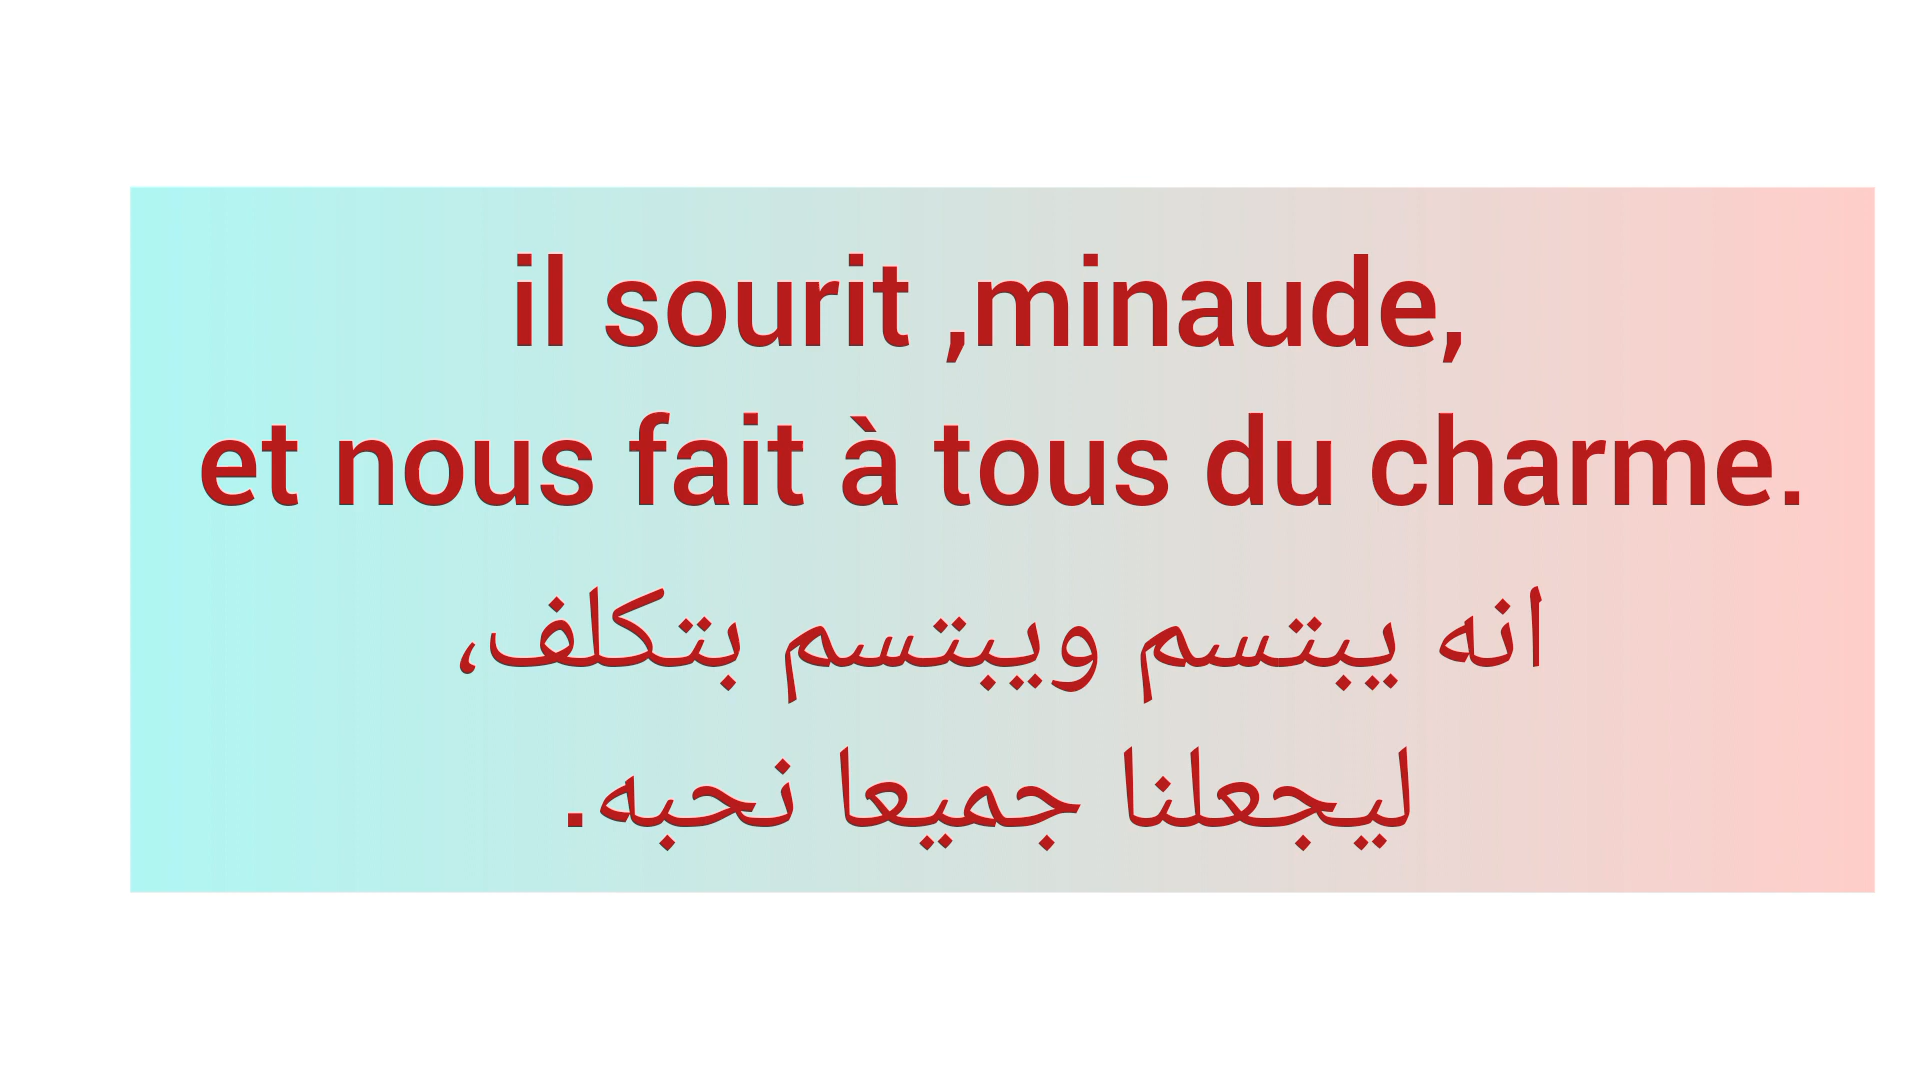 il sourit ,minaude,
et nous fait à tous du charme.
انه يبتسم ويبتسم بتكلف،
ليجعلنا جميعا نحبه.